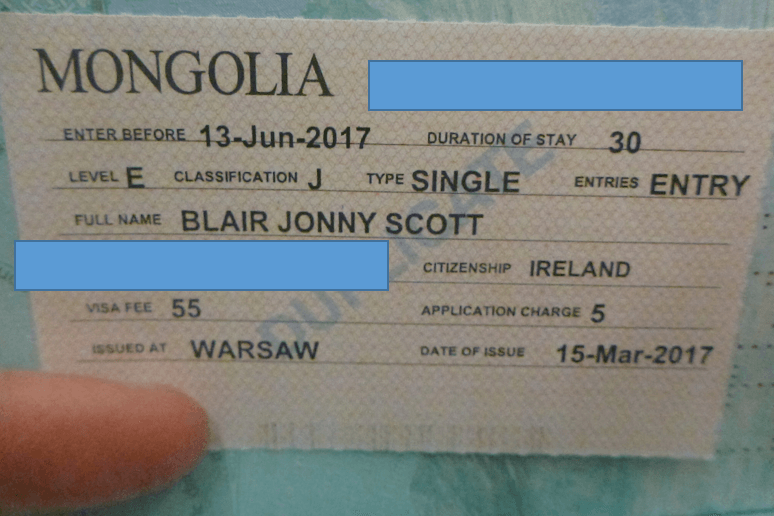 MONGOLIA
ENTER BEFORE 13-Jun-2017 DURATION OF STAY 30
LEVEL E CLASSIFICATION J TYPE SINGLE ENTRIES ENTRY
FULL NAME BLAIR JONNY SCOTT
CITIZENSHIP IRELAND
VISA FEE 55 APPLICATION CHARGE 5
ISSUED AT WARSAW DATE OF ISSUE 15-Mar-2017
DUPLICATE